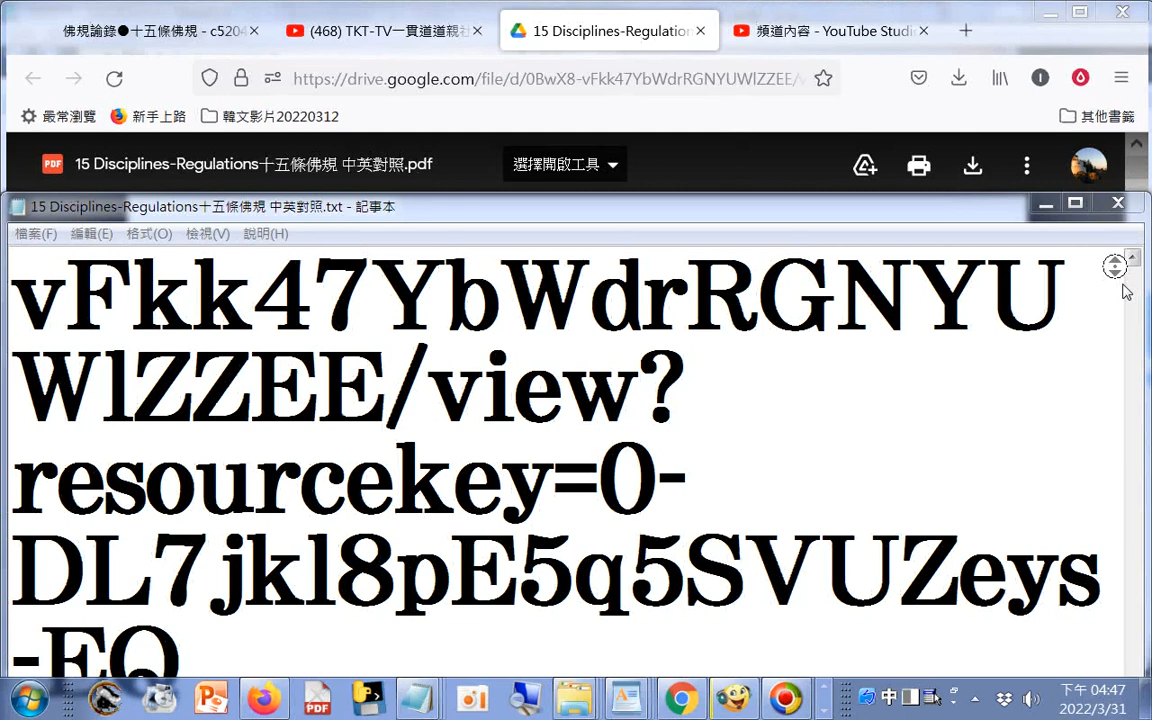 佛規論錄●十五條佛規 - c5204
(468) TKT-TV一貫道道親社
15 Disciplines-Regulation
頻道內容 - YouTube Studi
https://drive.google.com/file/d/0BwX8-vFkk47YbWdrRGNYUWlZZEE/
最常瀏覽
新手上路
韓文影片20220312
其他書籤
PDF
15 Disciplines-Regulations十五條佛規 中英對照.pdf
選擇開啟工具
15 Disciplines-Regulations十五條佛規 中英對照.txt - 記事本
檔案(F) 編輯(E) 格式(O) 檢視(V) 說明(H)
vFkk47YbWdrRGNYU
WlZZEE/view?
resourcekey=0-
DL7jkl8pE5q5SVUZeys
-EQ
中
下午 04:47
2022/3/31